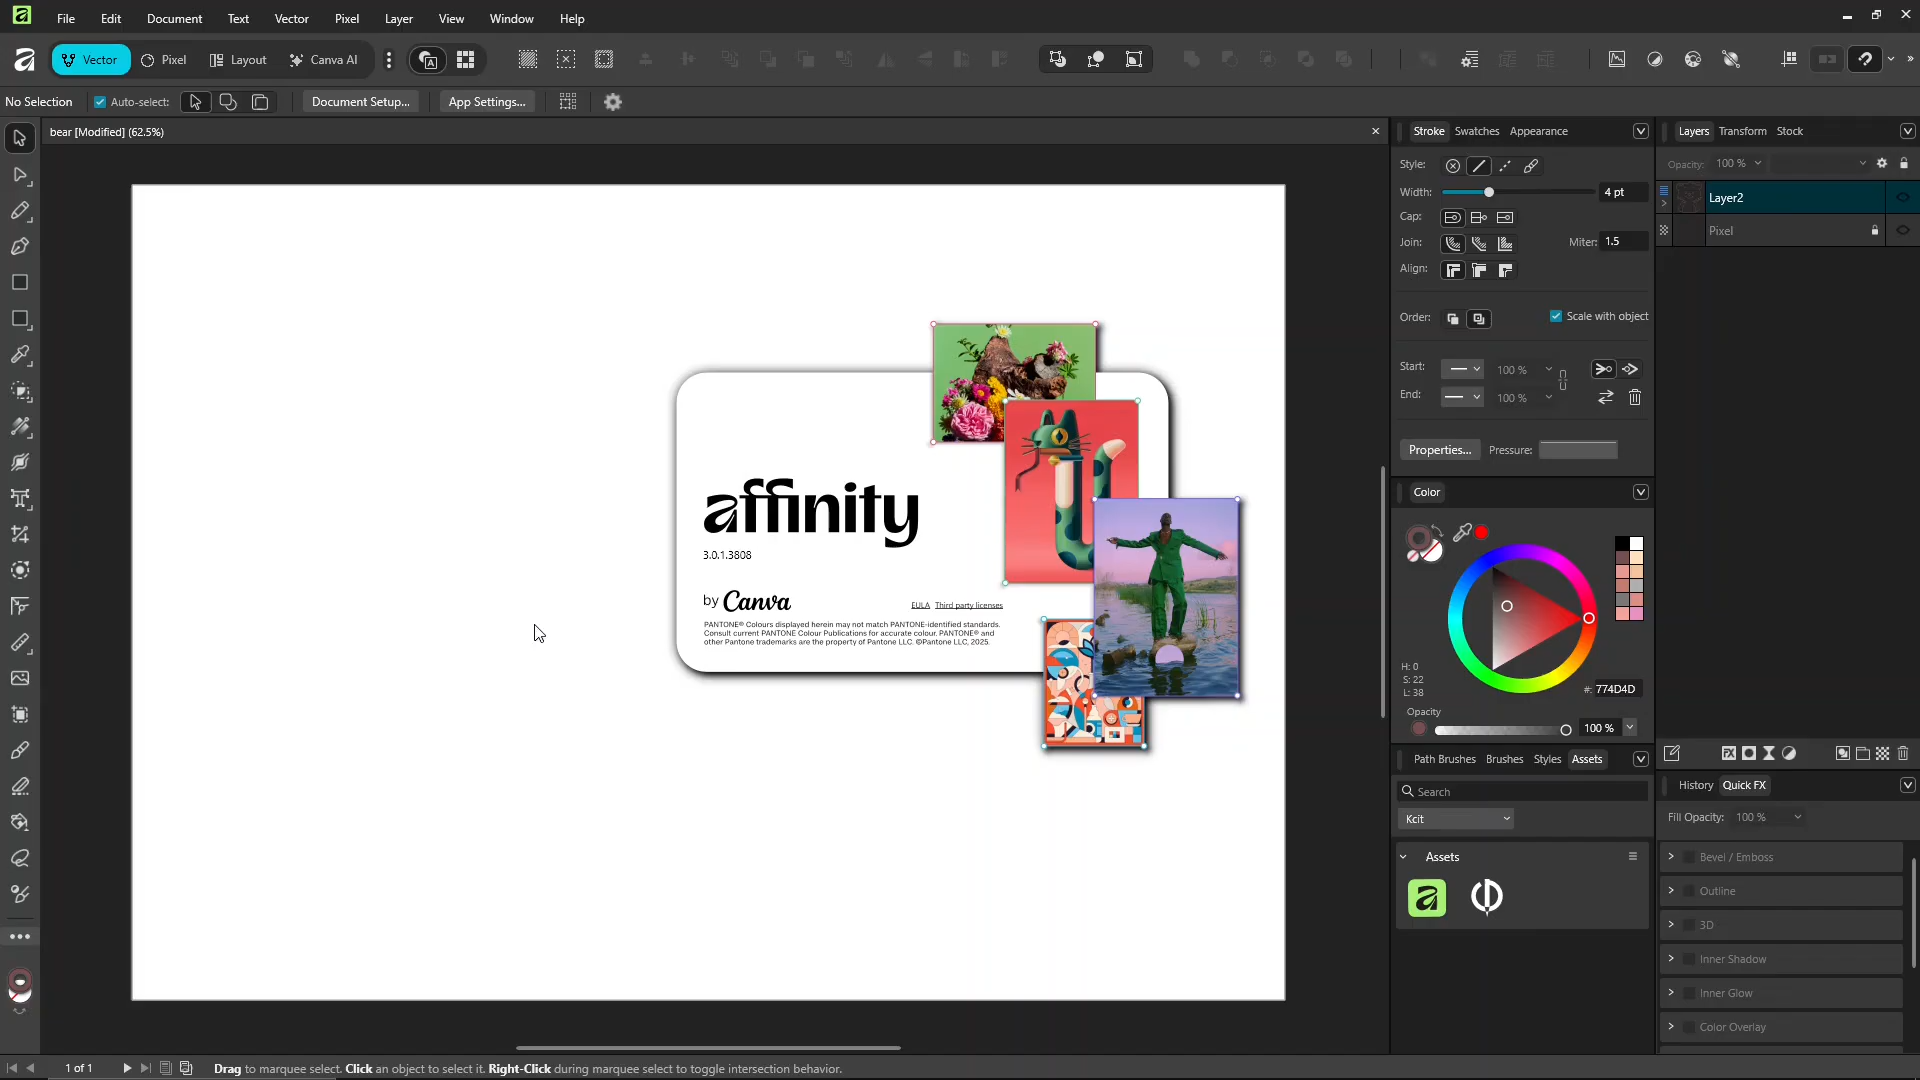 File Edit Document Text Vector Pixel Layer View Window Help
Vector Pixel Layout Canva AI
No Selection Auto-select: Document Setup... App Settings...
bear [Modified] (62.5%)
affinity
3.0.1.3808
by Canva
EULA Third party licenses
PANTONE® Colours displayed herein may not match PANTONE-identified standards.
Consult current PANTONE Colour Publications for accurate colour. PANTONE® and
other Pantone trademarks are the property of Pantone LLC. ©Pantone LLC, 2025.
Stroke Swatches Appearance
Style:
Width: 4 pt
Cap:
Join: Miter: 1.5
Align:
Order: Scale with object
Start: 100 %
End: 100 %
Properties... Pressure:
Color
H: 0
S: 22
L: 38
#: 774D4D
Opacity
100 %
Path Brushes Brushes Styles Assets
Search
Kcit
Assets
Layers Transform Stock
Opacity: 100 %
Layer2
Pixel
History Quick FX
Fill Opacity: 100 %
Bevel / Emboss
Outline
3D
Inner Shadow
Inner Glow
Color Overlay
1 of 1 Drag to marquee select. Click an object to select it. Right-Click during marquee select to toggle intersection behavior.